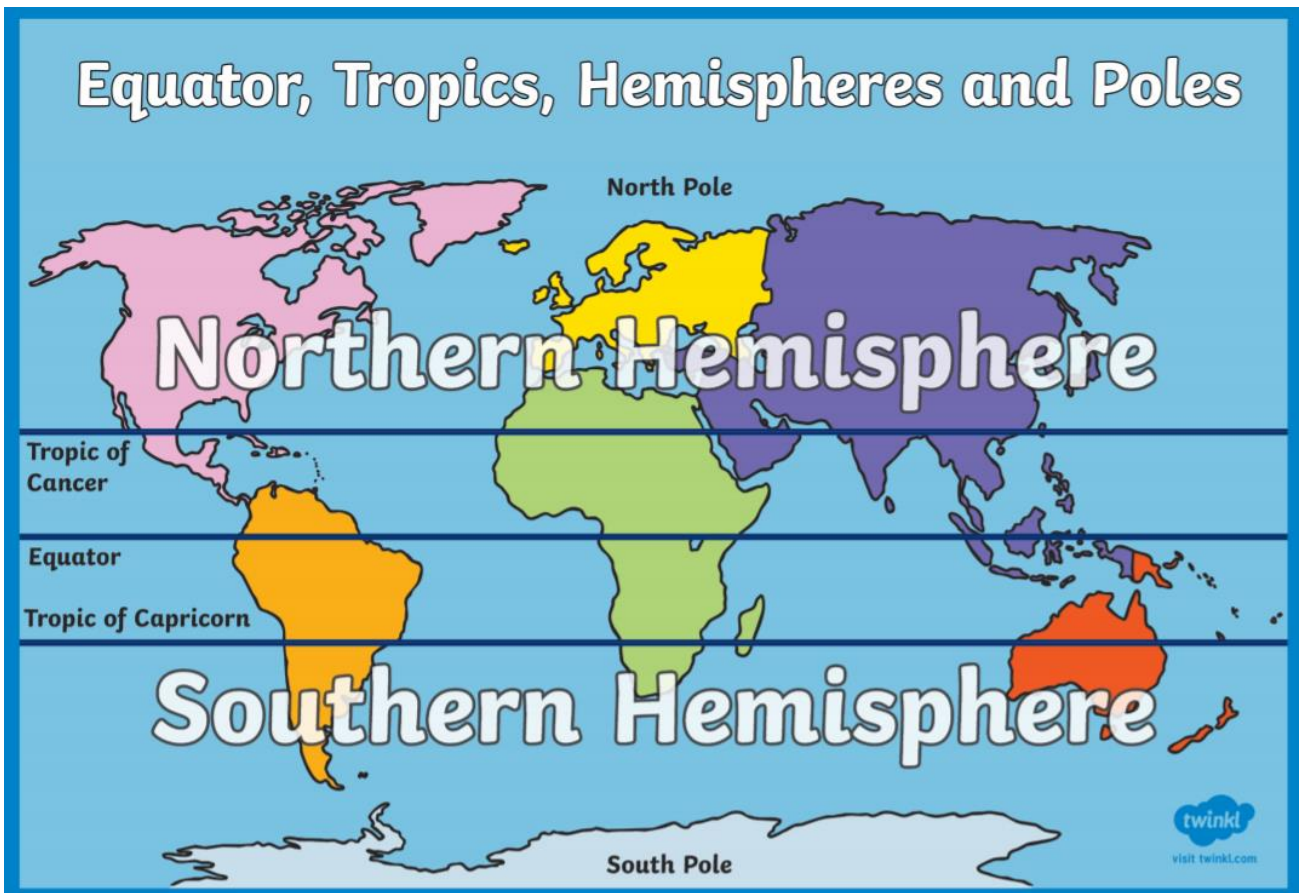 Equator, Tropics, Hemispheres and Poles
North Pole
Northern Hemisphere
Tropic of
Cancer
Equator
Tropic of Capricorn
Southern Hemisphere
South Pole
twinkl
visit twinkl.com